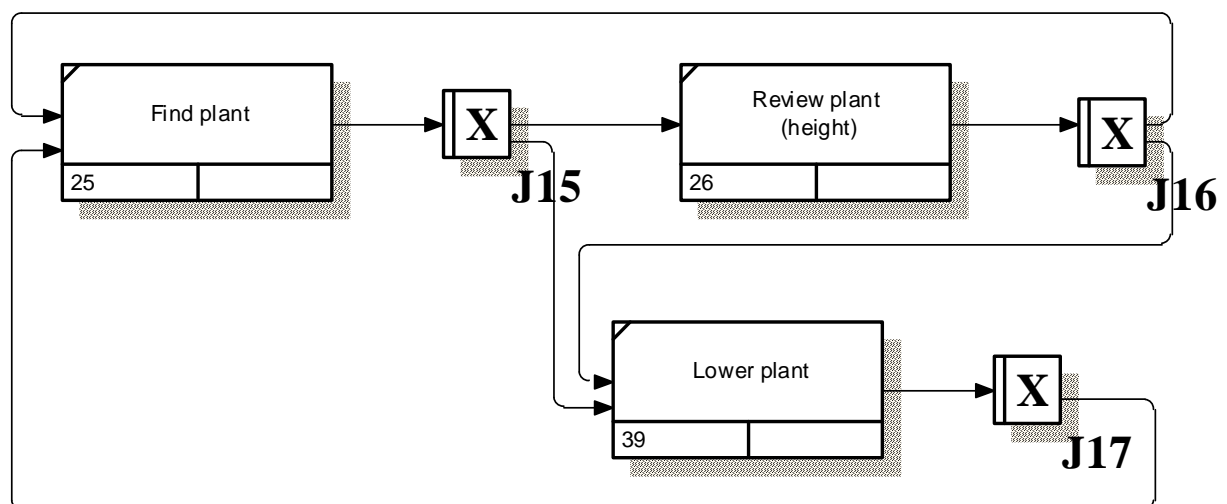 Find plant
25
X
J15
Review plant
(height)
26
X
J16
Lower plant
39
X
J17